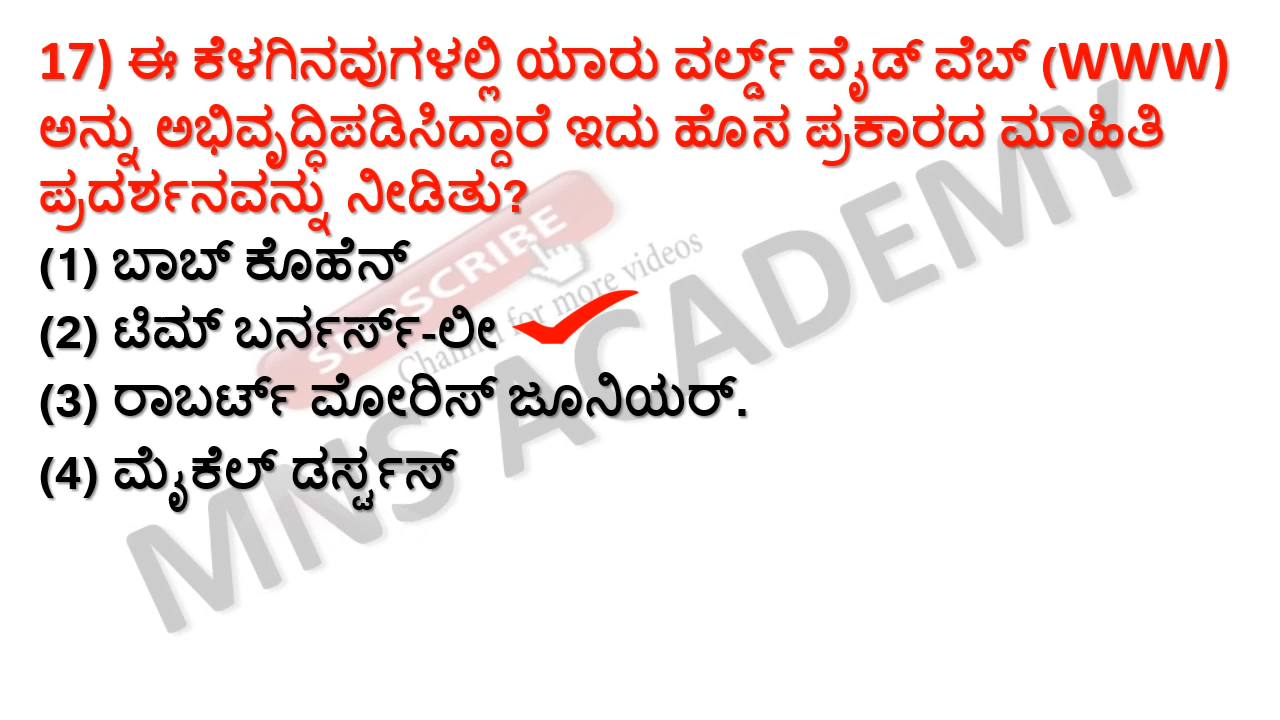 17) ಈ ಕೆಳಗಿನವುಗಳಲ್ಲಿ ಯಾರು ವರ್ಲ್ಡ್ ವೈಡ್ ವೆಬ್ (WWW)
ಅನ್ನು ಅಭಿವೃದ್ಧಿಪಡಿಸಿದ್ದಾರೆ ಇದು ಹೊಸ ಪ್ರಕಾರದ ಮಾಹಿತಿ
ಪ್ರದರ್ಶನವನ್ನು ನೀಡಿತು?
(1) ಬಾಬ್ ಕೊಹೆನ್
(2) ಟಿಮ್ ಬರ್ನರ್ಸ್-ಲೀ
(3) ರಾಬರ್ಟ್ ಮೋರಿಸ್ ಜೂನಿಯರ್.
(4) ಮೈಕೆಲ್ ಡರ್ಸ್ಟಸ್
SUBSCRIBE
Channel for more videos
MNS ACADEMY